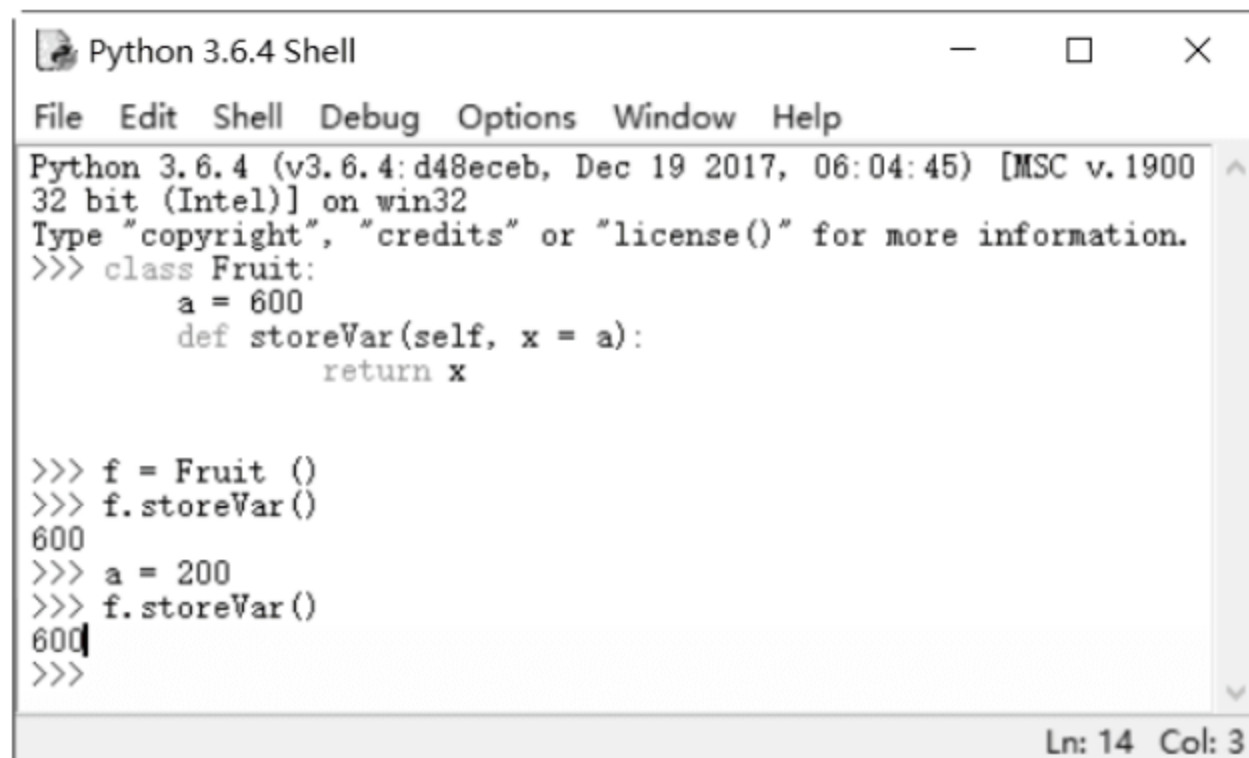 Python 3.6.4 Shell
File Edit Shell Debug Options Window Help
Python 3.6.4 (v3.6.4:d48eceb, Dec 19 2017, 06:04:45) [MSC v.1900
32 bit (Intel)] on win32
Type "copyright", "credits" or "license()" for more information.
>>> class Fruit:
        a = 600
        def storeVar(self, x = a):
                return x
>>> f = Fruit ()
>>> f.storeVar()
600
>>> a = 200
>>> f.storeVar()
600
>>>
Ln: 14 Col: 3